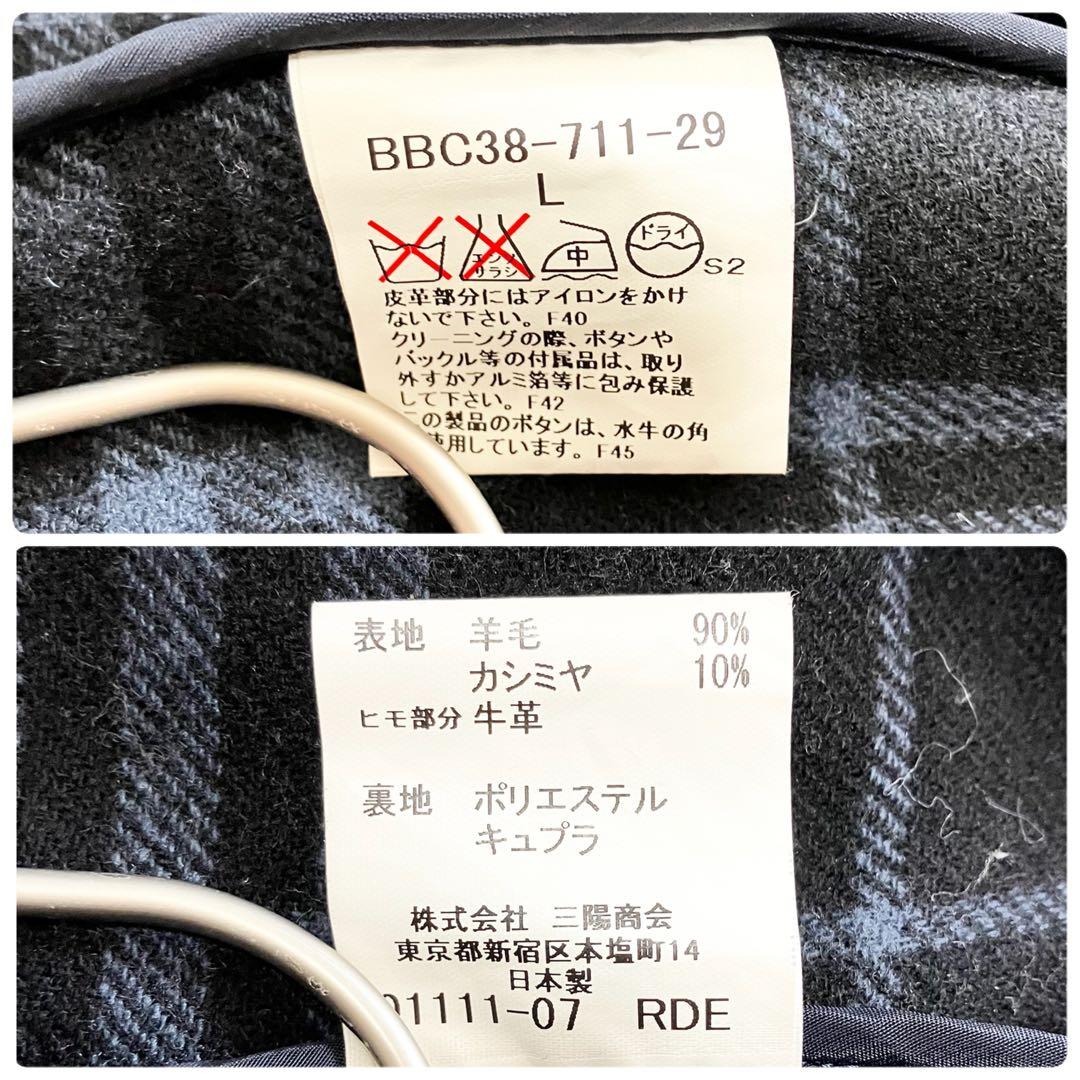 BBC38-711-29
L
エンソ
サラシ
中
ドライ
S2
皮革部分にはアイロンをかけ
ないで下さい。F40
クリーニングの際、ボタンや
バックル等の付属品は、取り
外すかアルミ箔等に包み保護
して下さい。F42
この製品のボタンは、水牛の角
使用しています。F45
表地 羊毛 90%
カシミヤ 10%
ヒモ部分 牛革
裏地 ポリエステル
キュプラ
株式会社 三陽商会
東京都新宿区本塩町14
日本製
01111-07 RDE